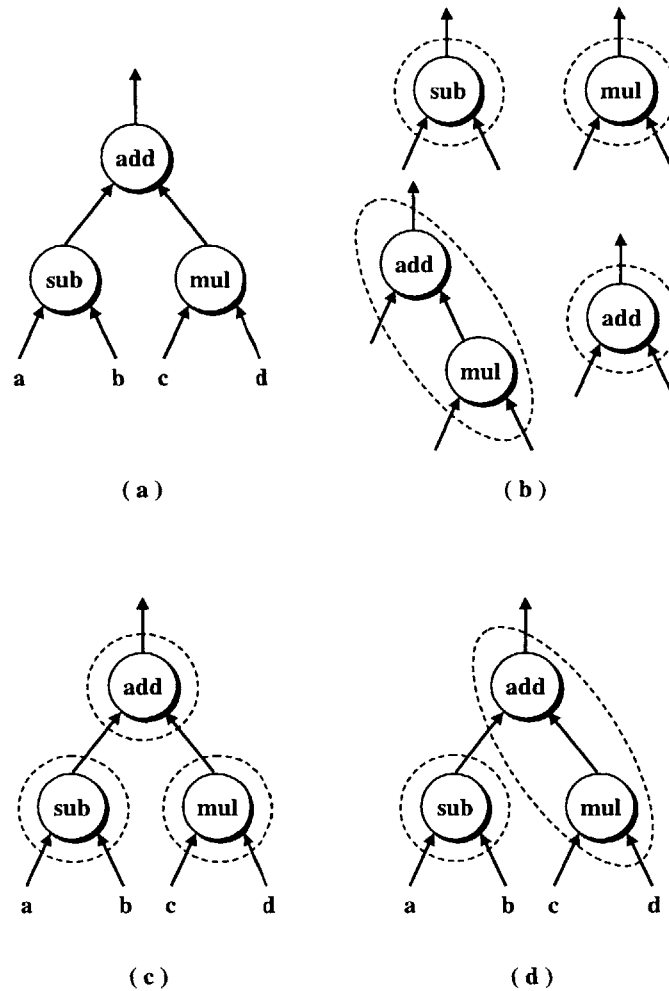 sub mul
add
add
sub mul
add
mul
a b c d
( a ) ( b )
add add
sub mul sub mul
a b c d a b c d
( c ) ( d )